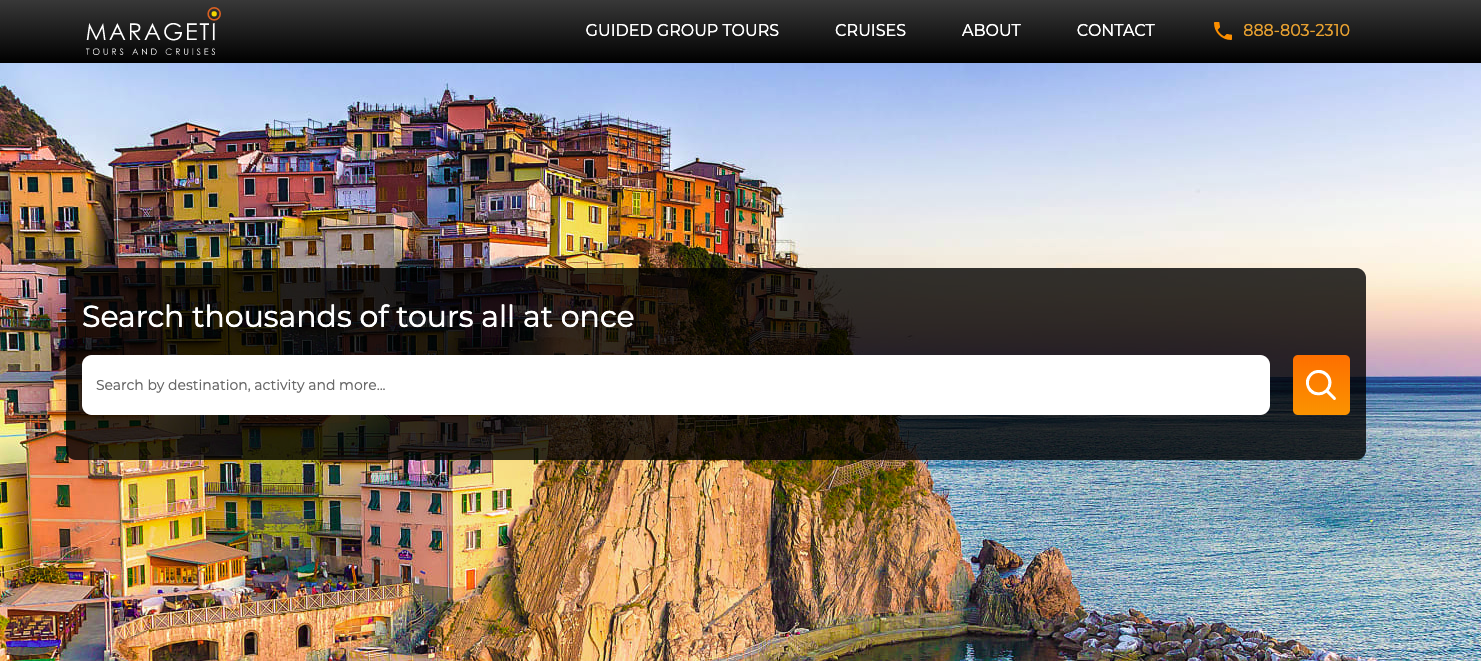 MARAGETI
TOURS AND CRUISES
GUIDED GROUP TOURS
CRUISES
ABOUT
CONTACT
888-803-2310
Search thousands of tours all at once
Search by destination, activity and more...